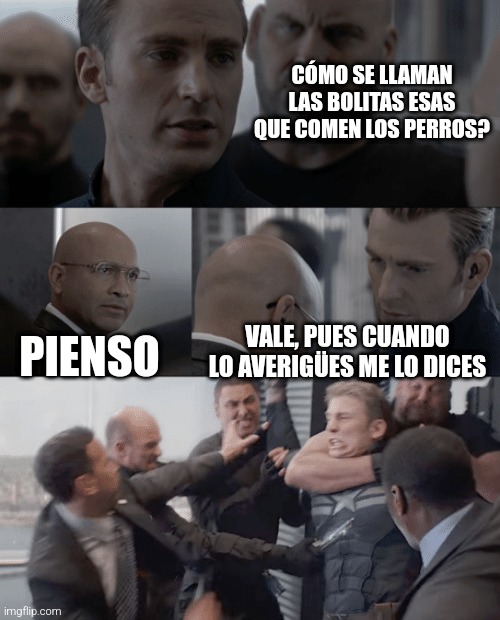 CÓMO SE LLAMAN
LAS BOLITAS ESAS
QUE COMEN LOS PERROS?
PIENSO
VALE, PUES CUANDO
LO AVERIGÜES ME LO DICES
imgflip.com